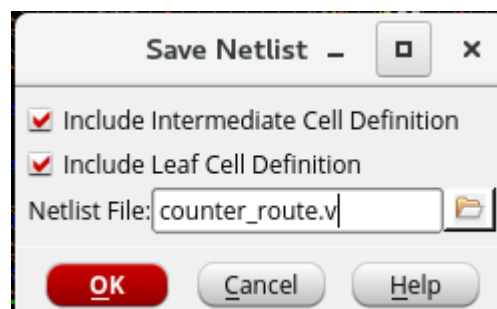 Save Netlist
Include Intermediate Cell Definition
Include Leaf Cell Definition
Netlist File: counter_route.v
OK Cancel Help